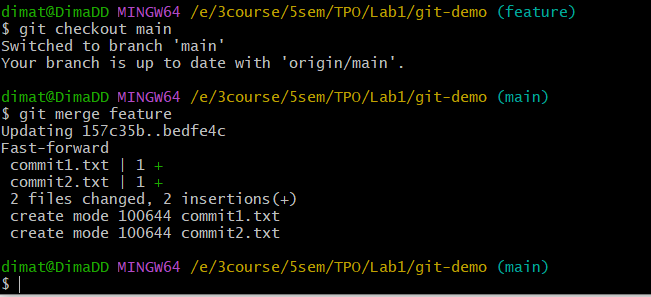 dimat@DimaDD MINGW64 /e/3course/5sem/TPO/Lab1/git-demo (feature)
$ git checkout main
Switched to branch 'main'
Your branch is up to date with 'origin/main'.
dimat@DimaDD MINGW64 /e/3course/5sem/TPO/Lab1/git-demo (main)
$ git merge feature
Updating 157c35b..bedfe4c
Fast-forward
 commit1.txt | 1 +
 commit2.txt | 1 +
 2 files changed, 2 insertions(+)
 create mode 100644 commit1.txt
 create mode 100644 commit2.txt
dimat@DimaDD MINGW64 /e/3course/5sem/TPO/Lab1/git-demo (main)
$